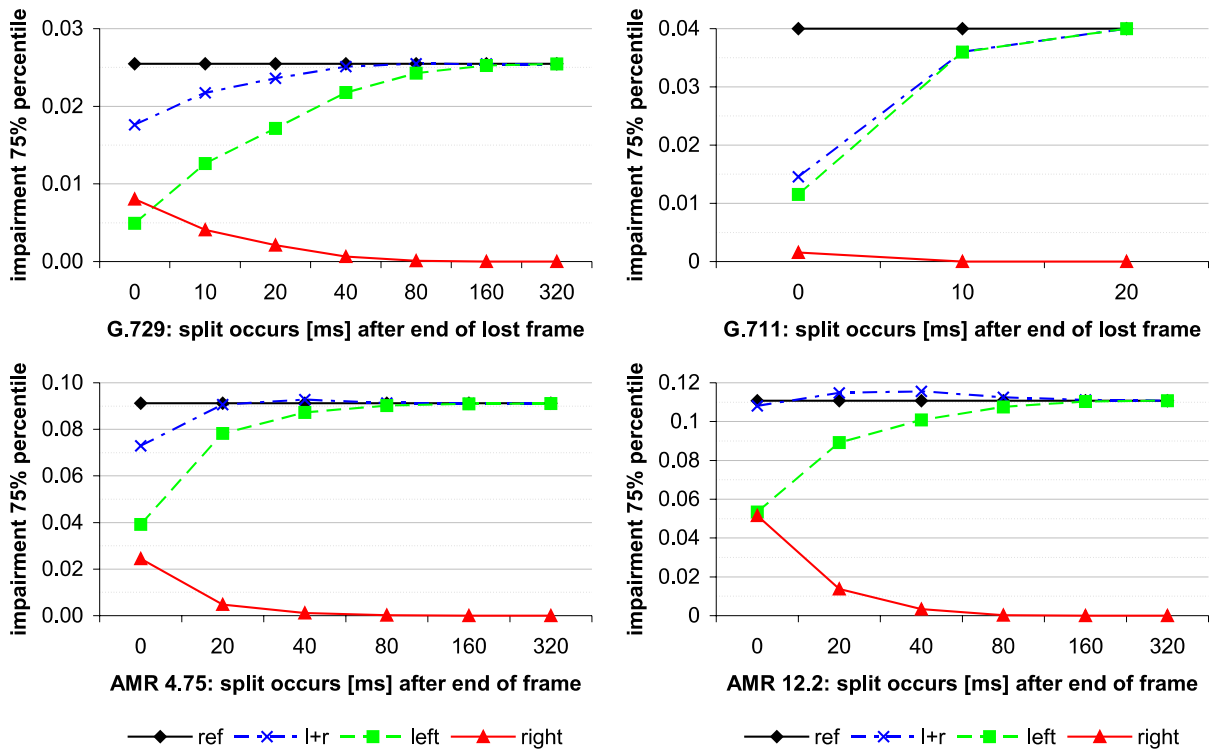 impairment 75% percentile
0.03
0.02
0.01
0.00
0 10 20 40 80 160 320
G.729: split occurs [ms] after end of lost frame
impairment 75% percentile
0.04
0.03
0.02
0.01
0
0 10 20
G.711: split occurs [ms] after end of lost frame
impairment 75% percentile
0.10
0.08
0.06
0.04
0.02
0.00
0 20 40 80 160 320
AMR 4.75: split occurs [ms] after end of frame
impairment 75% percentile
0.12
0.1
0.08
0.06
0.04
0.02
0
0 20 40 80 160 320
AMR 12.2: split occurs [ms] after end of frame
ref l+r left right
ref l+r left right